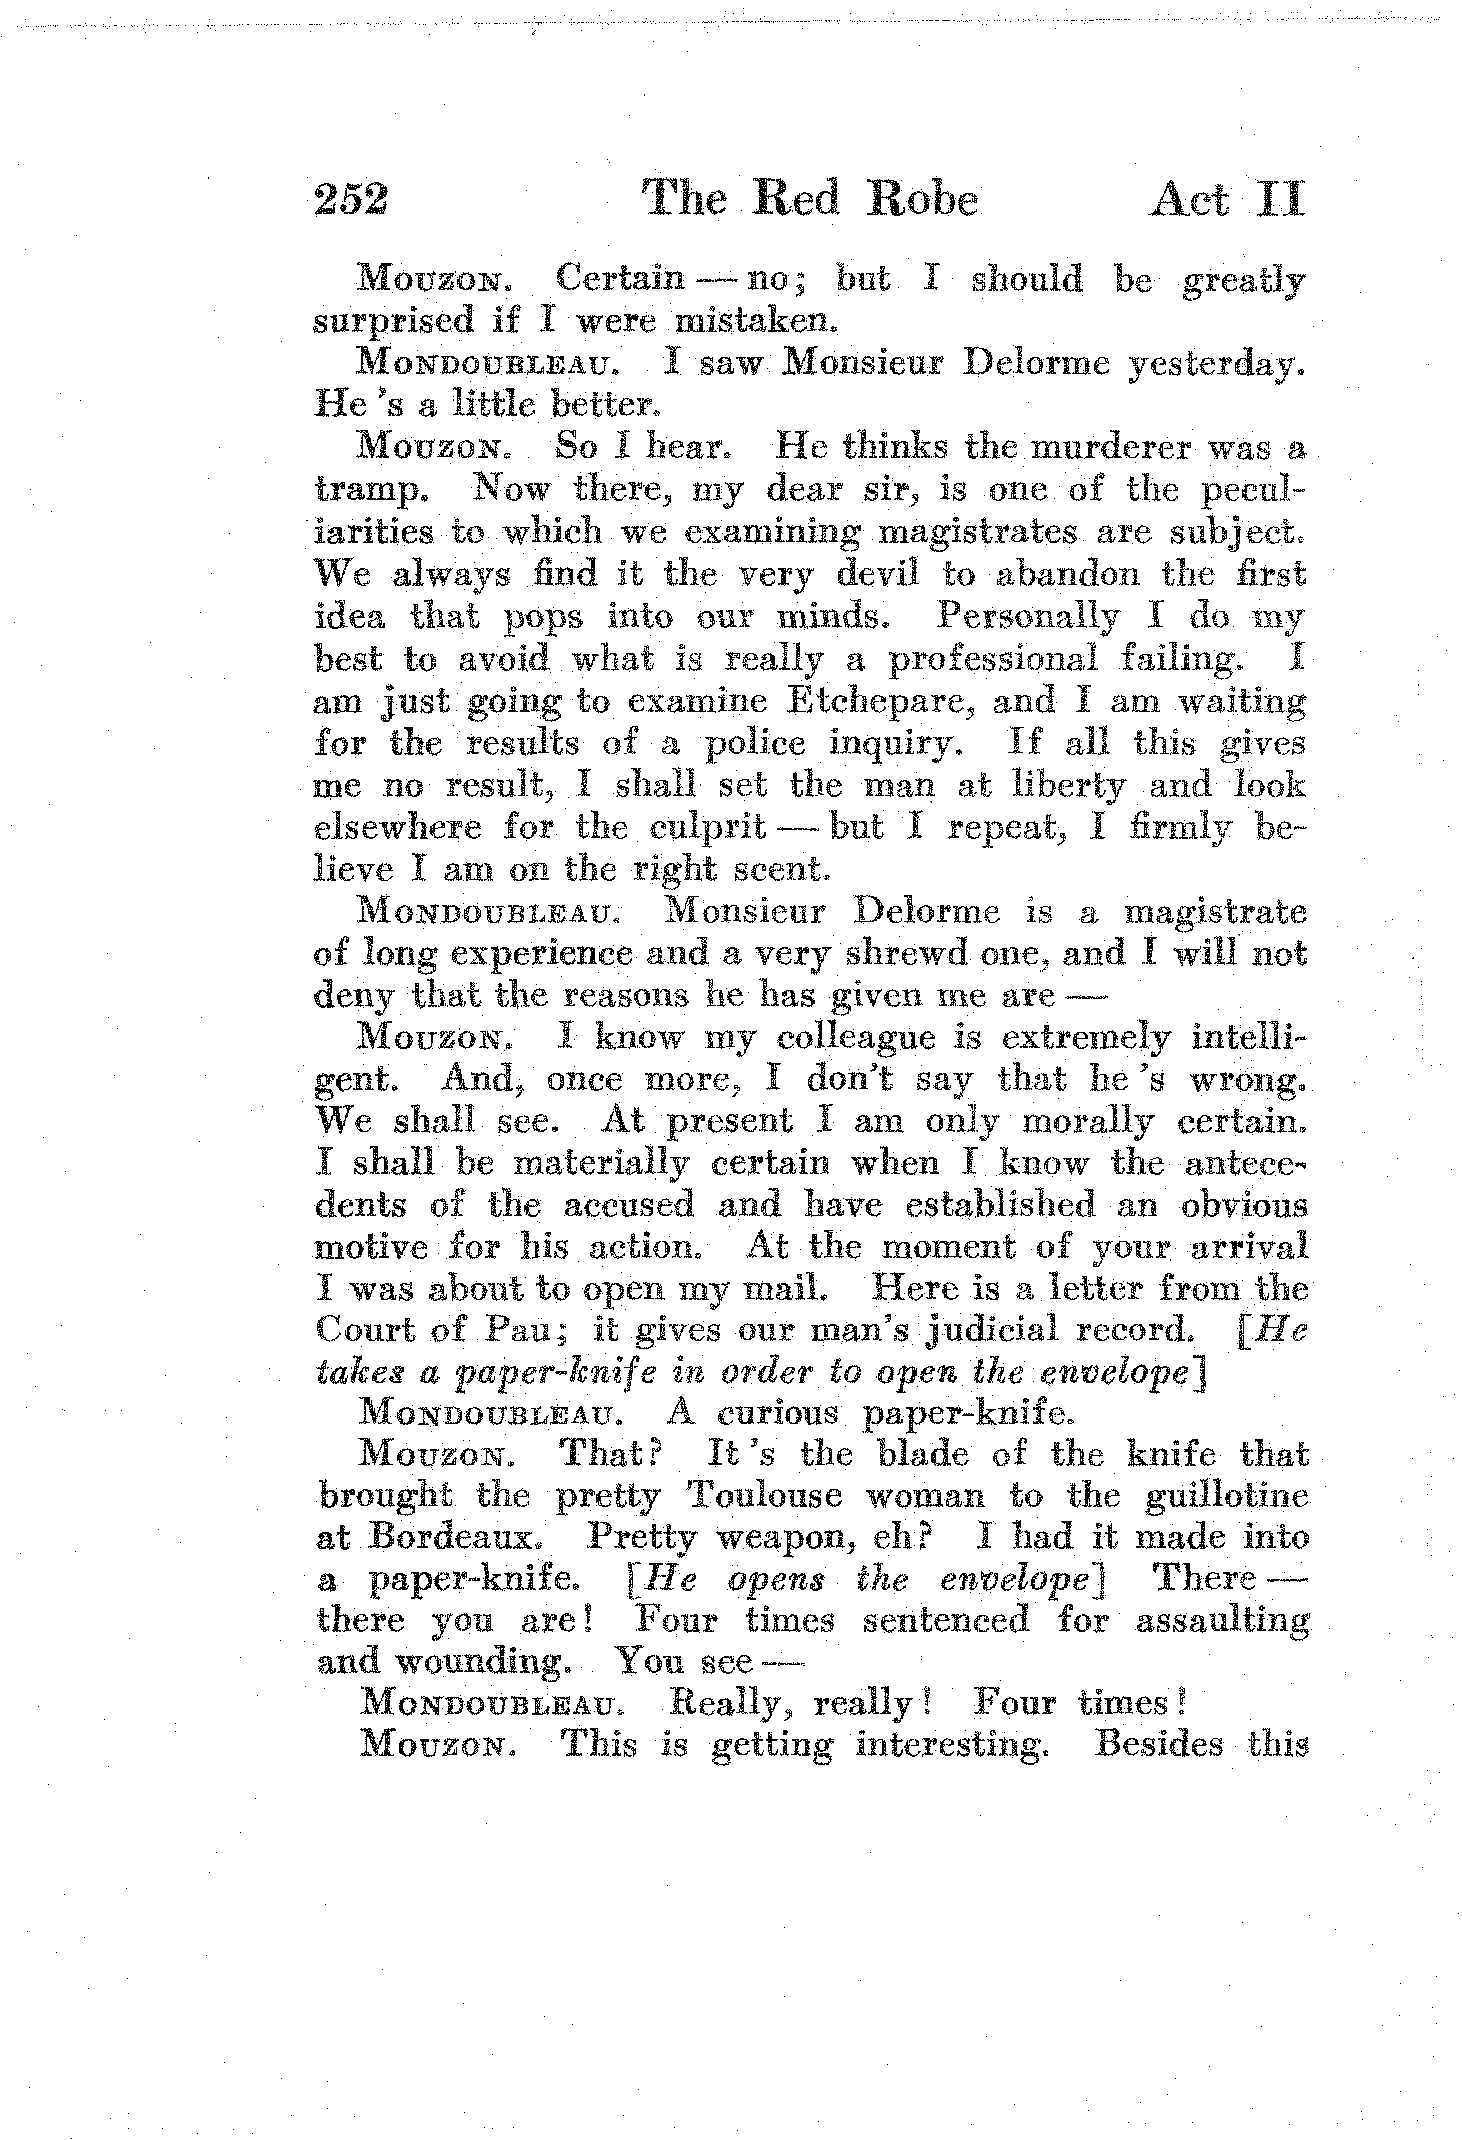 252 The Red Robe Act II
Mouzon. Certain — no; but I should be greatly
surprised if I were mistaken.
Mondoubleau. I saw Monsieur Delorme yesterday.
He 's a little better.
Mouzon. So I hear. He thinks the murderer was a
tramp. Now there, my dear sir, is one of the pecul-
iarities to which we examining magistrates are subject.
We always find it the very devil to abandon the first
idea that pops into our minds. Personally I do my
best to avoid what is really a professional failing. I
am just going to examine Etchepare, and I am waiting
for the results of a police inquiry. If all this gives
me no result, I shall set the man at liberty and look
elsewhere for the culprit — but I repeat, I firmly be-
lieve I am on the right scent.
Mondoubleau. Monsieur Delorme is a magistrate
of long experience and a very shrewd one, and I will not
deny that the reasons he has given me are —
Mouzon. I know my colleague is extremely intelli-
gent. And, once more, I don't say that he 's wrong.
We shall see. At present I am only morally certain.
I shall be materially certain when I know the antece-
dents of the accused and have established an obvious
motive for his action. At the moment of your arrival
I was about to open my mail. Here is a letter from the
Court of Pau; it gives our man's judicial record. [He
takes a paper-knife in order to open the envelope]
Mondoubleau. A curious paper-knife.
Mouzon. That? It 's the blade of the knife that
brought the pretty Toulouse woman to the guillotine
at Bordeaux. Pretty weapon, eh? I had it made into
a paper-knife. [He opens the envelope] There —
there you are! Four times sentenced for assaulting
and wounding. You see —
Mondoubleau. Really, really! Four times!
Mouzon. This is getting interesting. Besides this